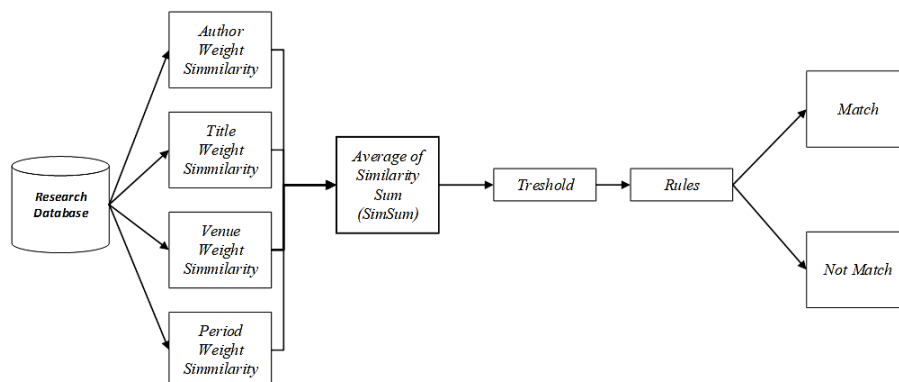 Research
Database
Author
Weight
Simmilarity
Title
Weight
Simmilarity
Venue
Weight
Simmilarity
Period
Weight
Simmilarity
Average of
Similarity
Sum
(SimSum)
Treshold
Rules
Match
Not Match